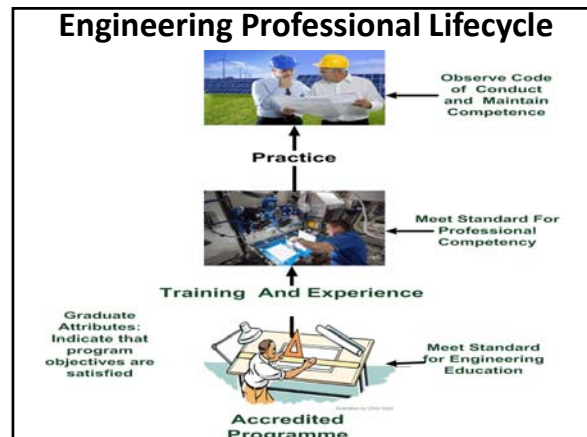 Engineering Professional Lifecycle
Observe Code
of Conduct
and Maintain
Competence
Practice
Meet Standard For
Professional
Competency
Training And Experience
Graduate
Attributes:
Indicate that
program
objectives are
satisfied
Meet Standard
for Engineering
Education
Accredited
Programme